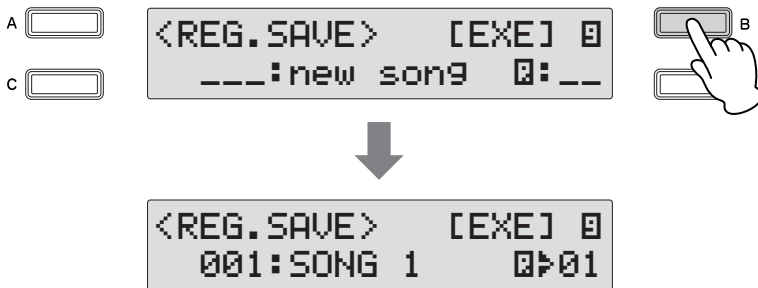 A
<REG.SAVE> [EXE]
B
C
___:new song R:__
<REG.SAVE> [EXE]
001:SONG 1 R▸01